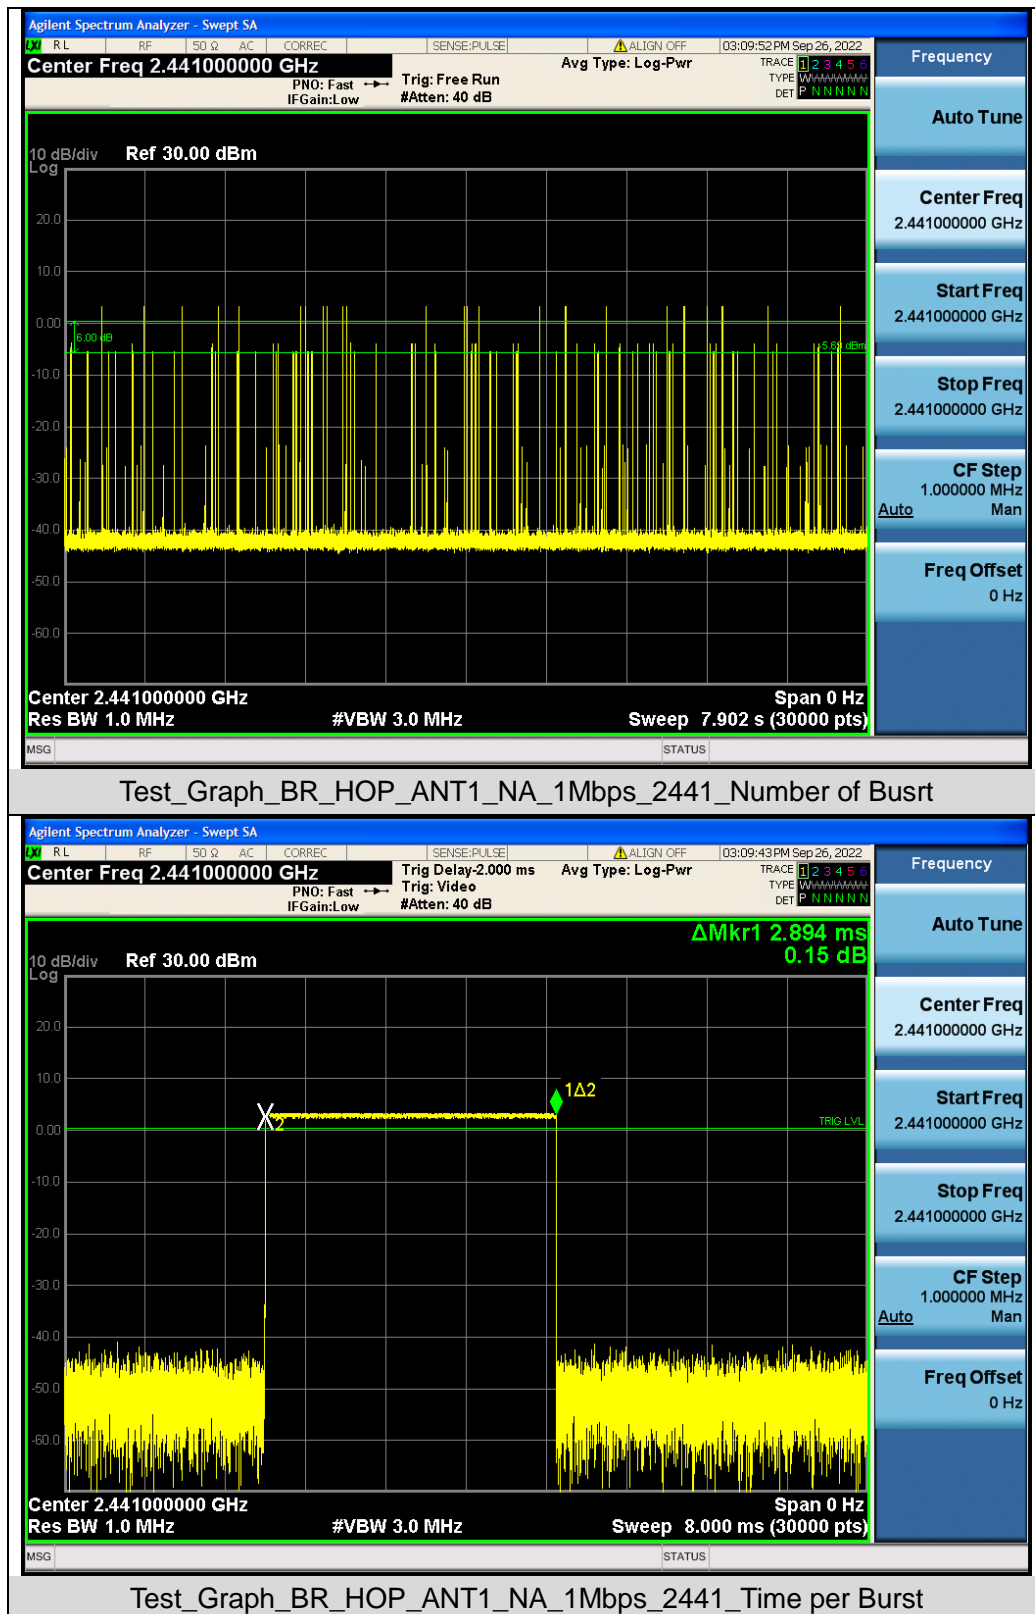 Agilent Spectrum Analyzer - Swept SA
LXI RL RF 50 Ω AC CORREC SENSE:PULSE ALIGN OFF 03:09:52 PM Sep 26, 2022
Center Freq 2.441000000 GHz
PNO: Fast
IFGain:Low
Trig: Free Run
#Atten: 40 dB
Avg Type: Log-Pwr
TRACE 1 2 3 4 5 6
TYPE WWWWWW
DET P N N N N N
Frequency
Auto Tune
Center Freq
2.441000000 GHz
Start Freq
2.441000000 GHz
Stop Freq
2.441000000 GHz
CF Step
1.000000 MHz
Auto Man
Freq Offset
0 Hz
10 dB/div Ref 30.00 dBm
Log
20.0
10.0
0.00
6.00 dB
-5.69 dBm
-10.0
-20.0
-30.0
-40.0
-50.0
-60.0
Center 2.441000000 GHz Span 0 Hz
Res BW 1.0 MHz #VBW 3.0 MHz Sweep 7.902 s (30000 pts)
MSG STATUS
Test_Graph_BR_HOP_ANT1_NA_1Mbps_2441_Number of Busrt
Agilent Spectrum Analyzer - Swept SA
LXI RL RF 50 Ω AC CORREC SENSE:PULSE ALIGN OFF 03:09:43 PM Sep 26, 2022
Center Freq 2.441000000 GHz
PNO: Fast
IFGain:Low
Trig Delay-2.000 ms
Trig: Video
#Atten: 40 dB
Avg Type: Log-Pwr
TRACE 1 2 3 4 5 6
TYPE WWWWWW
DET P N N N N N
Frequency
Auto Tune
Center Freq
2.441000000 GHz
Start Freq
2.441000000 GHz
Stop Freq
2.441000000 GHz
CF Step
1.000000 MHz
Auto Man
Freq Offset
0 Hz
ΔMkr1 2.894 ms
0.15 dB
10 dB/div Ref 30.00 dBm
Log
20.0
10.0
1Δ2
X2
TRIG LVL
0.00
-10.0
-20.0
-30.0
-40.0
-50.0
-60.0
Center 2.441000000 GHz Span 0 Hz
Res BW 1.0 MHz #VBW 3.0 MHz Sweep 8.000 ms (30000 pts)
MSG STATUS
Test_Graph_BR_HOP_ANT1_NA_1Mbps_2441_Time per Burst